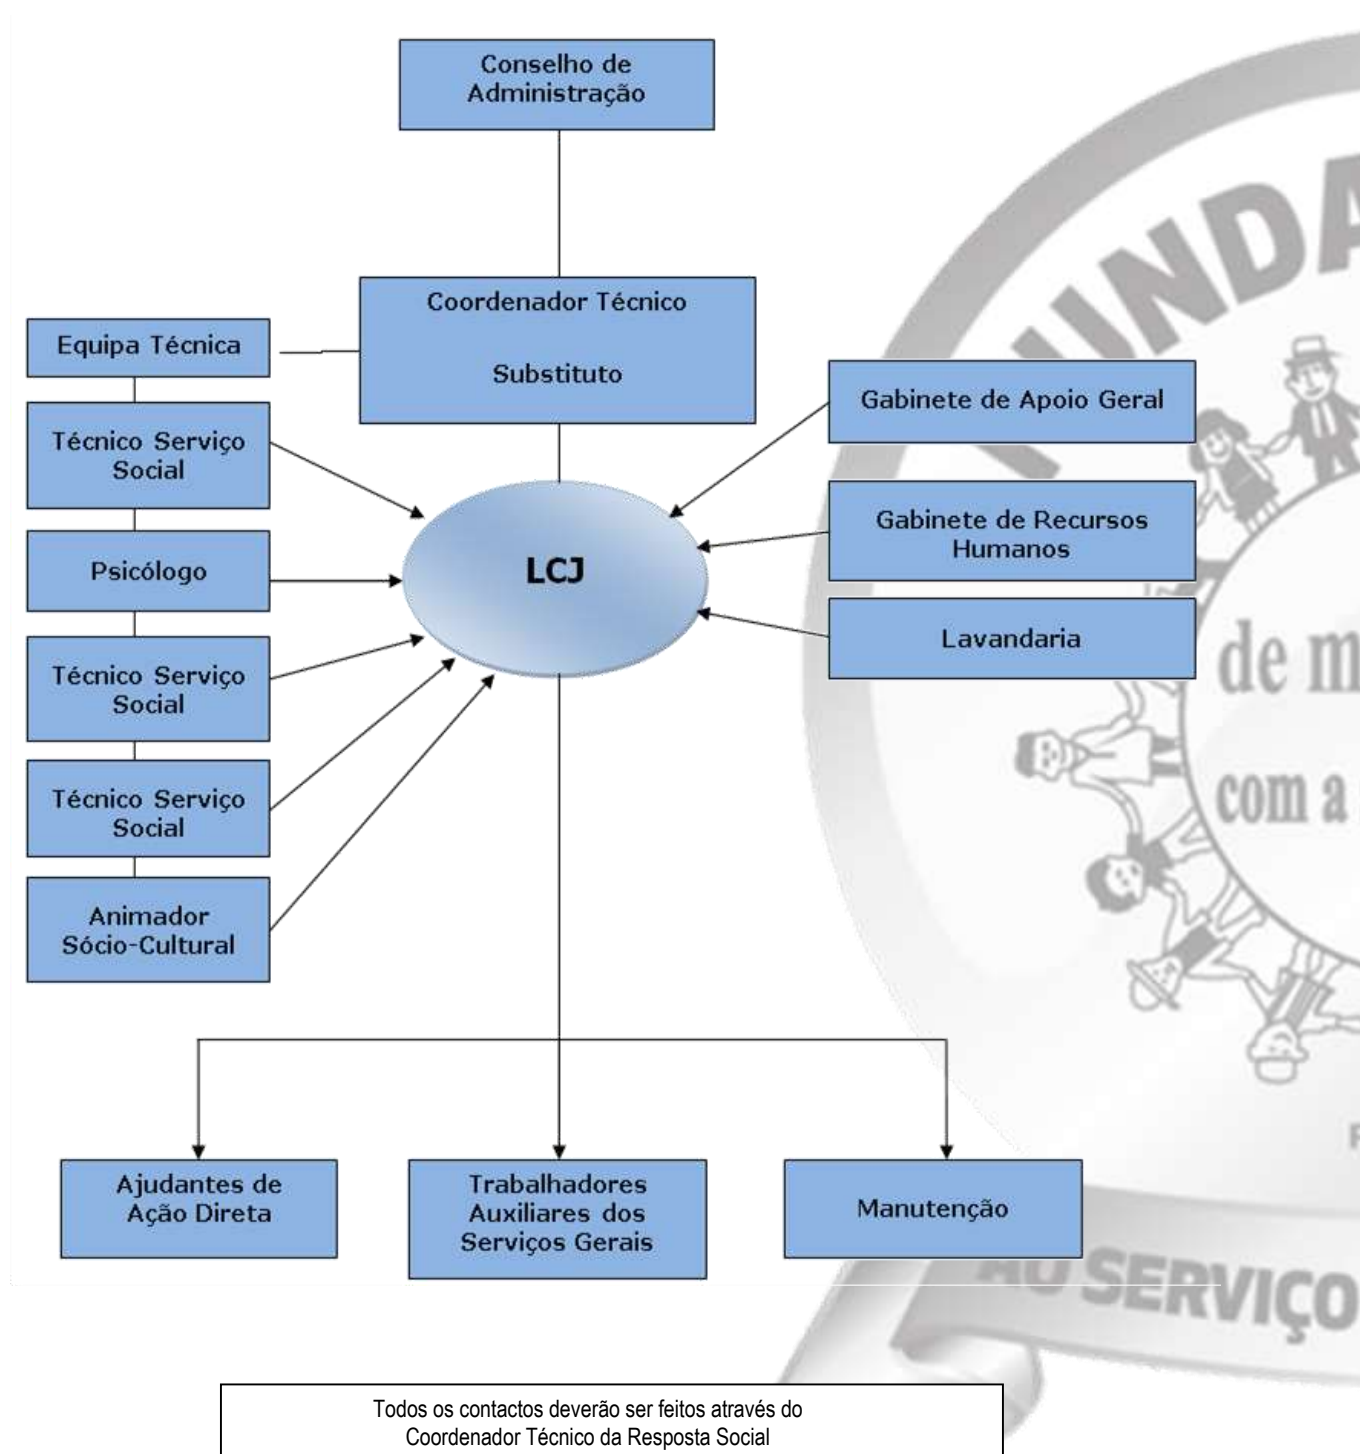 Conselho de
Administração
Coordenador Técnico
Substituto
Equipa Técnica
Técnico Serviço
Social
Psicólogo
Técnico Serviço
Social
Técnico Serviço
Social
Animador
Sócio-Cultural
LCJ
Gabinete de Apoio Geral
Gabinete de Recursos
Humanos
Lavandaria
Ajudantes de
Ação Direta
Trabalhadores
Auxiliares dos
Serviços Gerais
Manutenção
de m
com a
AO SERVIÇO
Todos os contactos deverão ser feitos através do
Coordenador Técnico da Resposta Social